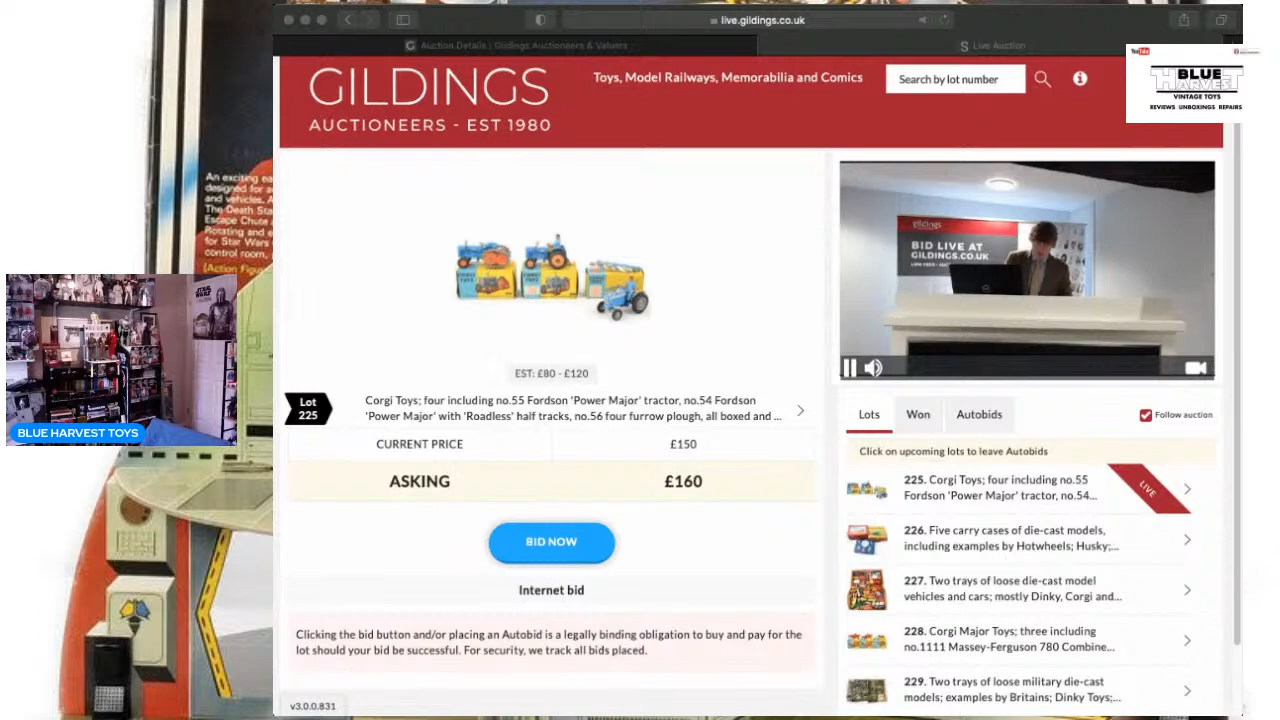 live.gildings.co.uk
Auction Details | Gildings Auctioneers & Valuers
Live Auction
GILDINGS
AUCTIONEERS - EST 1980
Toys, Model Railways, Memorabilia and Comics
Search by lot number
YouTube
BLUE
HARVEST
VINTAGE TOYS
REVIEWS UNBOXINGS REPAIRS
An exciting
designed for
and vehicles.
The Death Star
Escape Chute
Rotating and
for Star Wars
control room.
(Action Figu
STAR WARS
BLUE HARVEST TOYS
gildings
BID LIVE AT
GILDINGS.CO.UK
EST: £80 - £120
Lot
225
Corgi Toys; four including no.55 Fordson 'Power Major' tractor, no.54 Fordson
'Power Major' with 'Roadless' half tracks, no.56 four furrow plough, all boxed and ...
CURRENT PRICE £150
ASKING £160
BID NOW
Internet bid
Clicking the bid button and/or placing an Autobid is a legally binding obligation to buy and pay for the
lot should your bid be successful. For security, we track all bids placed.
v3.0.0.831
Lots Won Autobids Follow auction
Click on upcoming lots to leave Autobids
225. Corgi Toys; four including no.55
Fordson 'Power Major' tractor, no.54...
LIVE
226. Five carry cases of die-cast models,
including examples by Hotwheels; Husky;...
227. Two trays of loose die-cast model
vehicles and cars; mostly Dinky, Corgi and...
228. Corgi Major Toys; three including
no.1111 Massey-Ferguson 780 Combine...
229. Two trays of loose military die-cast
models; examples by Britains; Dinky Toys;...